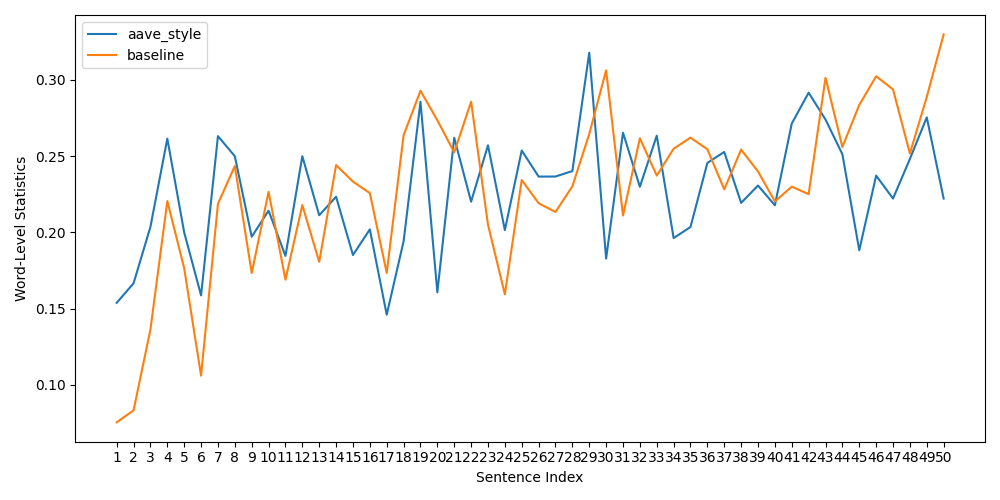 aave_style
baseline
0.30
0.25
0.20
0.15
0.10
Word-Level Statistics
1 2 3 4 5 6 7 8 9 10 11 12 13 14 15 16 17 18 19 20 21 22 23 24 25 26 27 28 29 30 31 32 33 34 35 36 37 38 39 40 41 42 43 44 45 46 47 48 49 50
Sentence Index